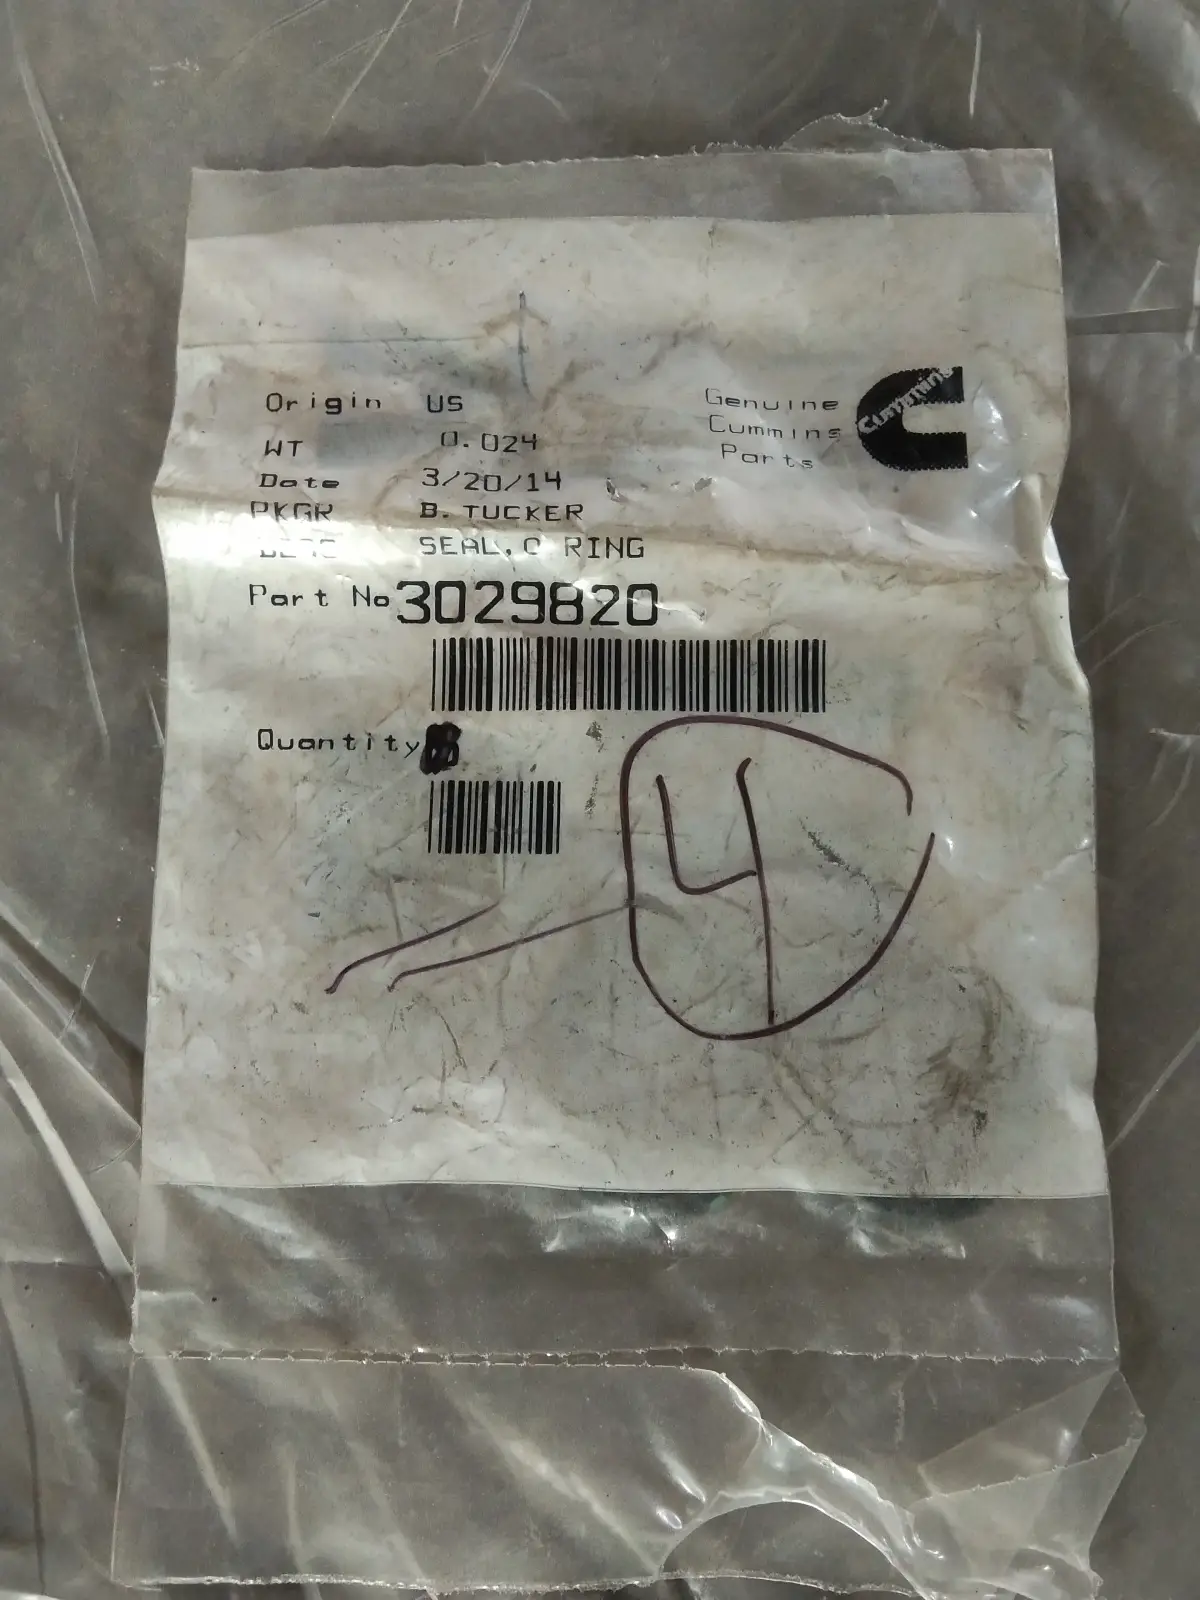 Origin US
WT 0.024
Date 3/20/14
PKGR B. TUCKER
SEAL, O RING
Part No 3029820
Quantity
Genuine
Cummins
Parts
Cummins
4